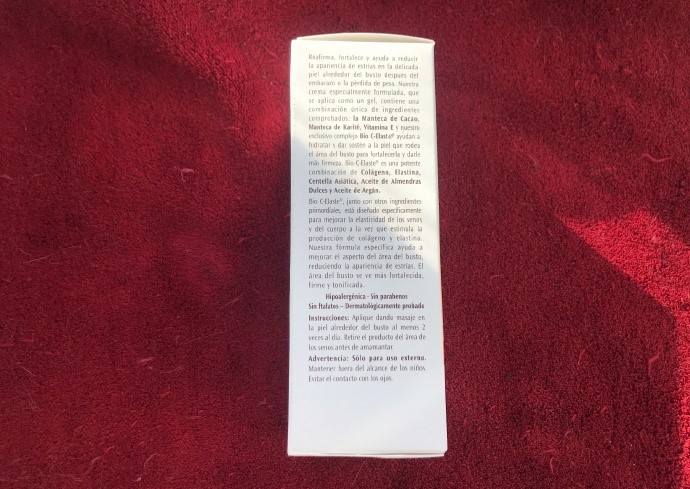 Reafirma, fortalece y ayuda a reducir
la apariencia de estrías en la delicada
piel alrededor del busto después del
embarazo o la pérdida de peso. Nuestra
crema especialmente formulada, que
se aplica como un gel, contiene una
combinación única de ingredientes
comprobados: la Manteca de Cacao,
Manteca de Karité, Vitamina E y nuestro
exclusivo complejo Bio C-Elaste® ayudan a
hidratar y dar sostén a la piel que rodea
el área del busto para fortalecerla y darle
más firmeza. Bio C-Elaste® es una potente
combinación de Colágeno, Elastina,
Centella Asiática, Aceite de Almendras
Dulces y Aceite de Argán.
Bio C-Elaste®, junto con otros ingredientes
primordiales, está diseñado específicamente
para mejorar la elasticidad de los senos
y del cuerpo a la vez que estimula la
producción de colágeno y elastina.
Nuestra fórmula específica ayuda a
mejorar el aspecto del área del busto,
reduciendo la apariencia de estrías. El
área del busto se ve más fortalecida,
firme y tonificada.
Hipoalergénica - Sin parabenos
Sin ftalatos – Dermatológicamente probado
Instrucciones: Aplique dando masaje en
la piel alrededor del busto al menos 2
veces al día. Retire el producto del área de
los senos antes de amamantar.
Advertencia: Sólo para uso externo.
Mantener fuera del alcance de los niños.
Evitar el contacto con los ojos.